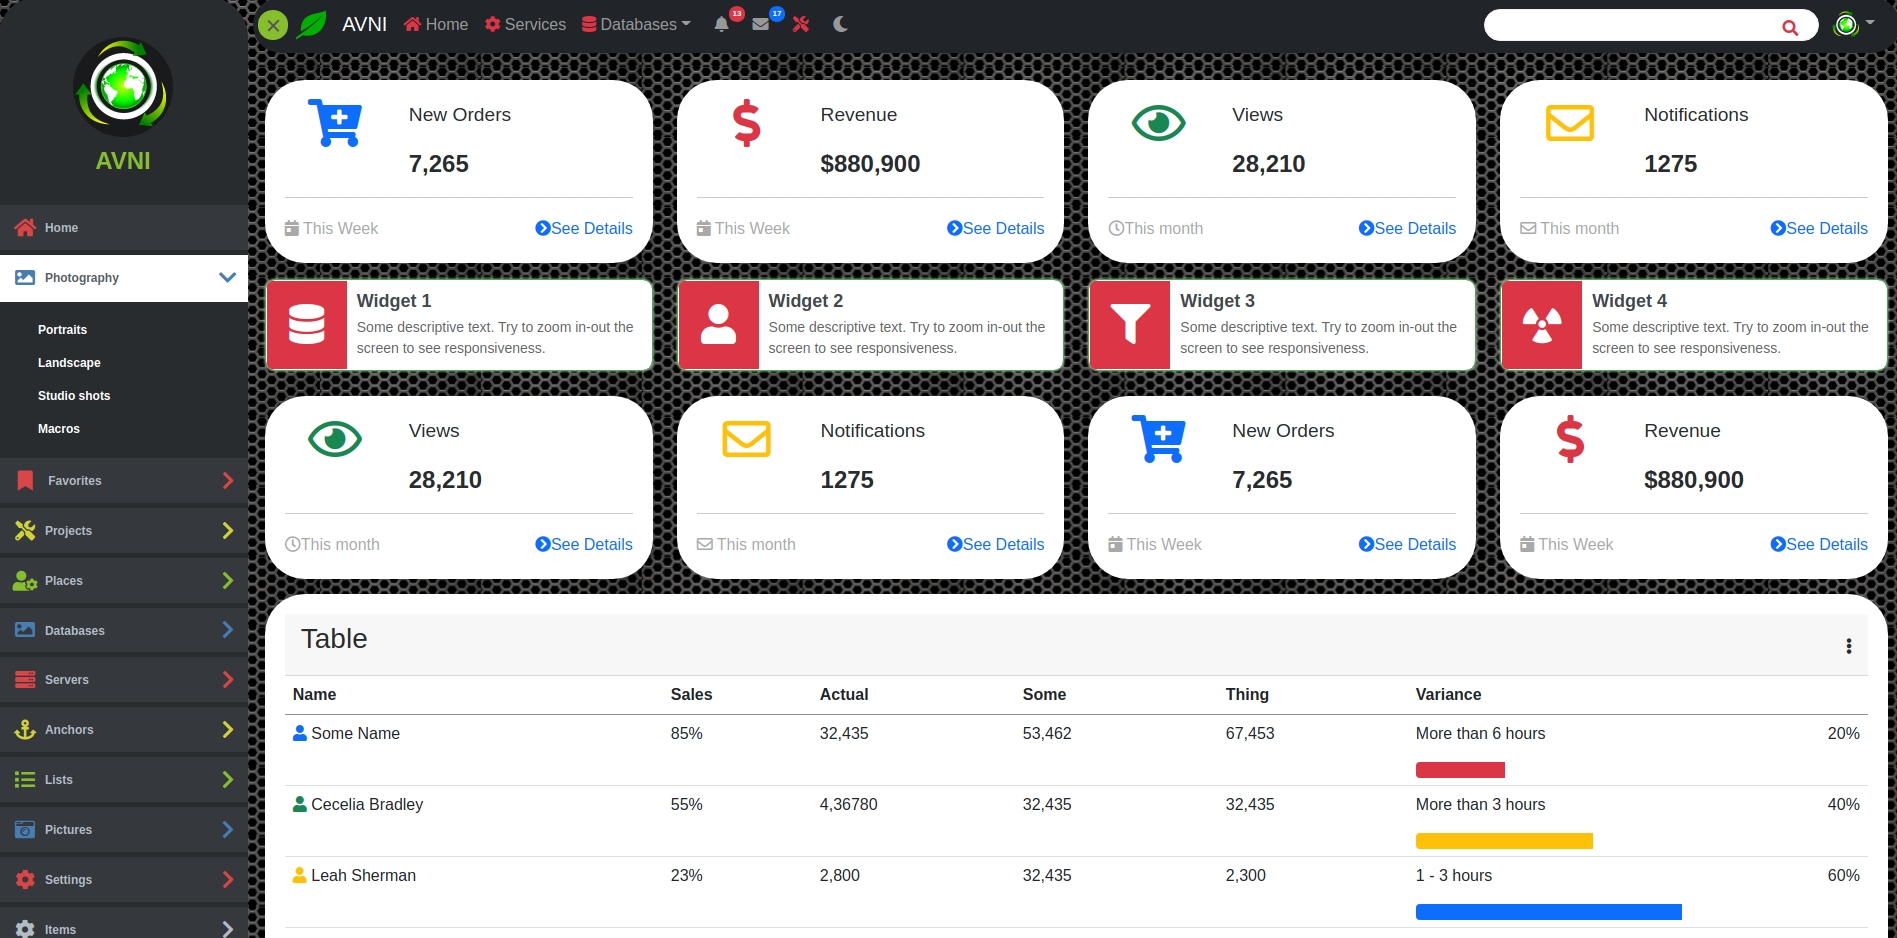 AVNI
Home
Photography
Portraits
Landscape
Studio shots
Macros
Favorites
Projects
Places
Databases
Servers
Anchors
Lists
Pictures
Settings
Items
AVNI Home Services Databases 13 17
New Orders
7,265
This Week See Details
Revenue
$880,900
This Week See Details
Views
28,210
This month See Details
Notifications
1275
This month See Details
Widget 1
Some descriptive text. Try to zoom in-out the
screen to see responsiveness.
Widget 2
Some descriptive text. Try to zoom in-out the
screen to see responsiveness.
Widget 3
Some descriptive text. Try to zoom in-out the
screen to see responsiveness.
Widget 4
Some descriptive text. Try to zoom in-out the
screen to see responsiveness.
Views
28,210
This month See Details
Notifications
1275
This month See Details
New Orders
7,265
This Week See Details
Revenue
$880,900
This Week See Details
Table
Name Sales Actual Some Thing Variance
Some Name 85% 32,435 53,462 67,453 More than 6 hours 20%
Cecelia Bradley 55% 4,36780 32,435 32,435 More than 3 hours 40%
Leah Sherman 23% 2,800 32,435 2,300 1 - 3 hours 60%